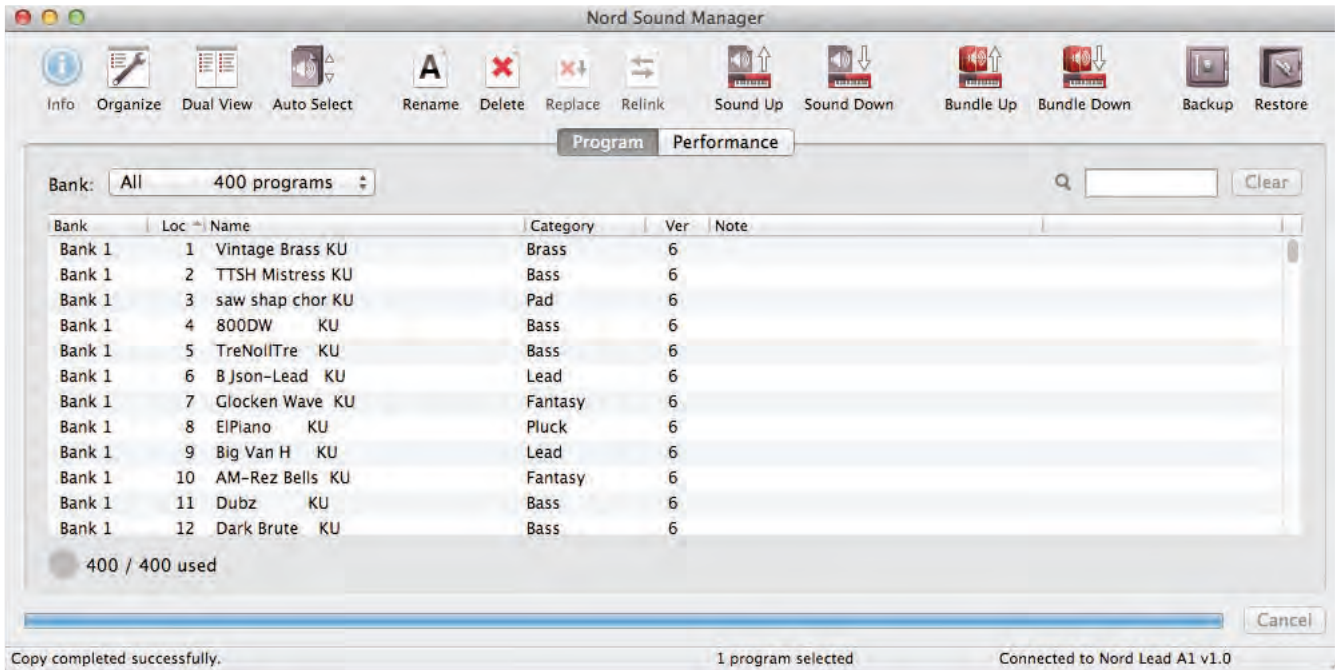 Nord Sound Manager
Info Organize Dual View Auto Select A Rename Delete Replace Relink Sound Up Sound Down Bundle Up Bundle Down Backup Restore
Program Performance
Bank: All 400 programs Clear
Bank Loc Name Category Ver Note
Bank 1 1 Vintage Brass KU Brass 6
Bank 1 2 TTSH Mistress KU Bass 6
Bank 1 3 saw shap chor KU Pad 6
Bank 1 4 800DW KU Bass 6
Bank 1 5 TreNollTre KU Bass 6
Bank 1 6 B Json-Lead KU Lead 6
Bank 1 7 Glocken Wave KU Fantasy 6
Bank 1 8 ElPiano KU Pluck 6
Bank 1 9 Big Van H KU Lead 6
Bank 1 10 AM-Rez Bells KU Fantasy 6
Bank 1 11 Dubz KU Bass 6
Bank 1 12 Dark Brute KU Bass 6
400 / 400 used
Cancel
Copy completed successfully. 1 program selected Connected to Nord Lead A1 v1.0